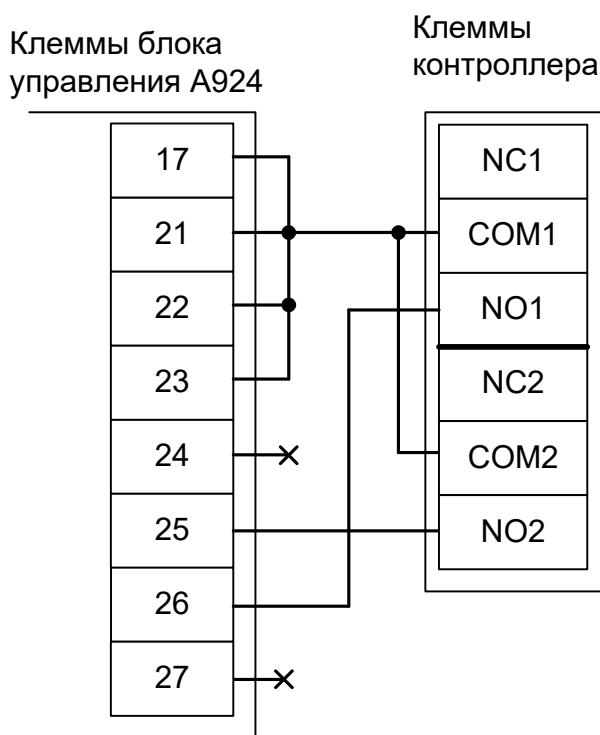 Клеммы блока
управления А924
Клеммы
контроллера
17
21
22
23
24
25
26
27
NC1
COM1
NO1
NC2
COM2
NO2